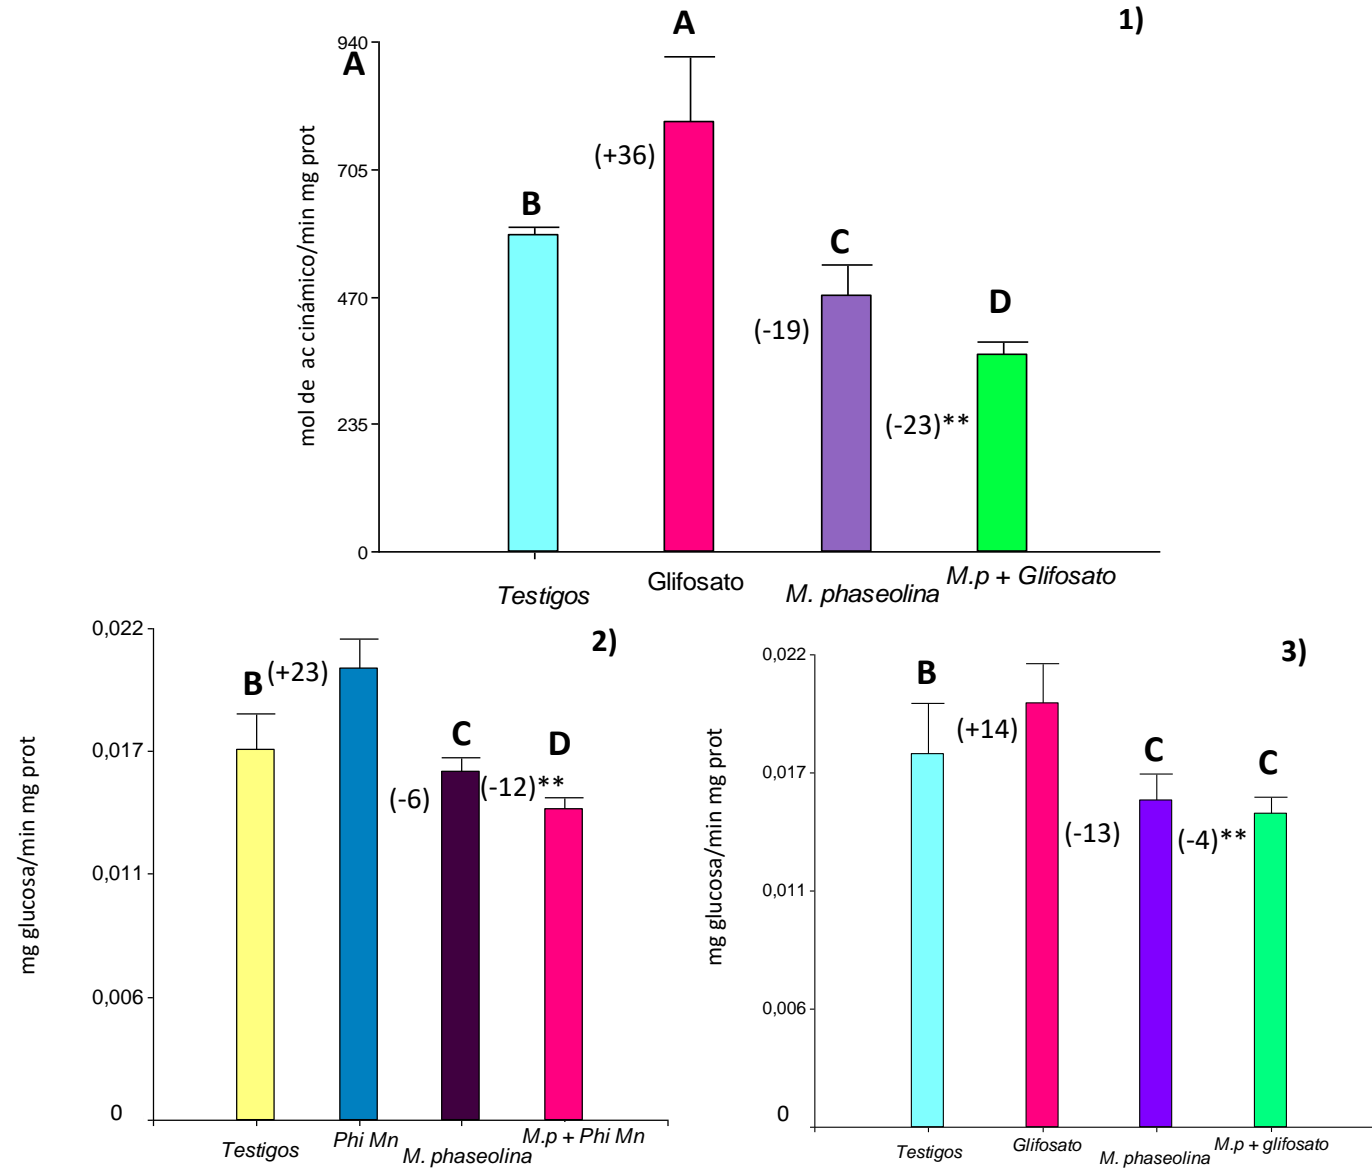 1)
A
940
A
mol de ac cinámico/min mg prot
(+36)
705
B
C
470
D
(-19)
235
(-23)**
0
Testigos
Glifosato
M. phaseolina
M.p + Glifosato
2)
0,022
B
(+23)
mg glucosa/min mg prot
0,017
C
D
(-6)
(-12)**
0,011
0,006
0
Testigos
Phi Mn
M. phaseolina
M.p + Phi Mn
3)
0,022
B
(+14)
mg glucosa/min mg prot
0,017
C
C
(-13)
(-4)**
0,011
0,006
0
Testigos
Glifosato
M. phaseolina
M.p + glifosato